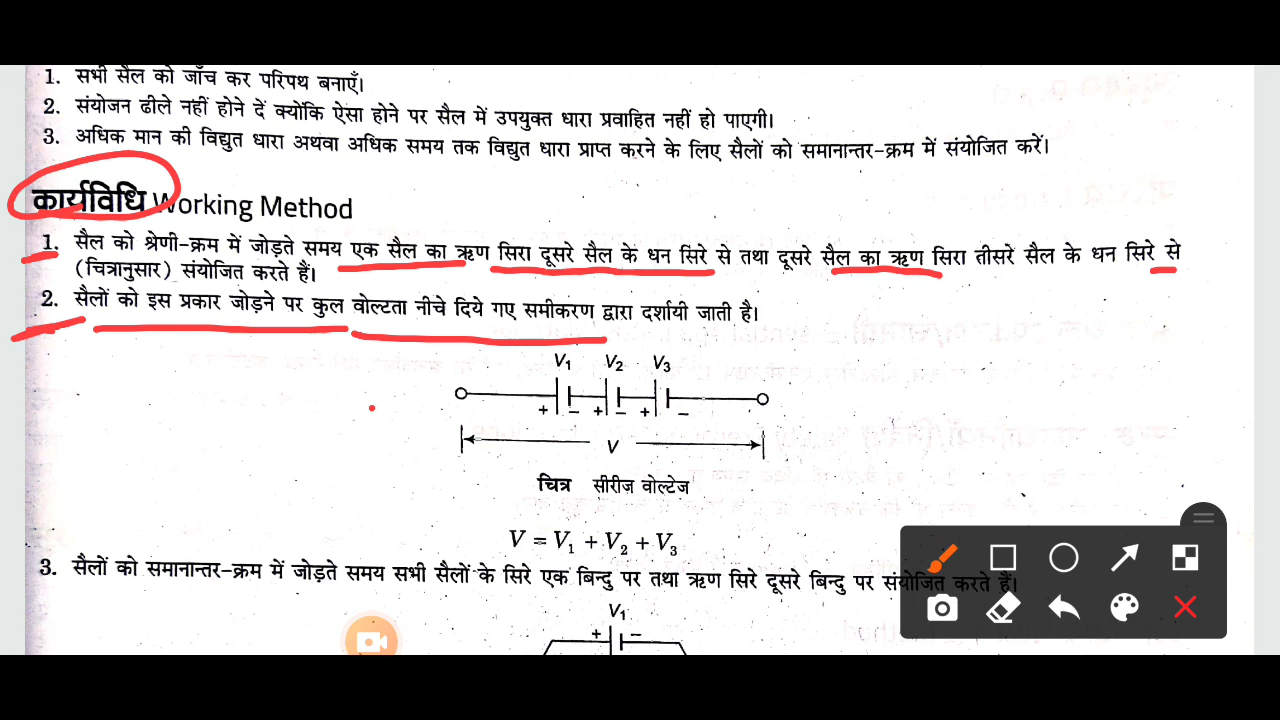 1. सभी सैल को जाँच कर परिपथ बनाएँ।
2. संयोजन ढीले नहीं होने दें क्योंकि ऐसा होने पर सैल में उपयुक्त धारा प्रवाहित नहीं हो पाएगी।
3. अधिक मान की विद्युत धारा अथवा अधिक समय तक विद्युत धारा प्राप्त करने के लिए सैलों को समानान्तर-क्रम में संयोजित करें।
कार्यविधि Working Method
1. सैल को श्रेणी-क्रम में जोड़ते समय एक सैल का ऋण सिरा दूसरे सैल के धन सिरे से तथा दूसरे सैल का ऋण सिरा तीसरे सैल के धन सिरे से
(चित्रानुसार) संयोजित करते हैं।
2. सैलों को इस प्रकार जोड़ने पर कुल वोल्टता नीचे दिये गए समीकरण द्वारा दर्शायी जाती है।
V₁ V₂ V₃
+ − + − + −
V
चित्र सीरीज़ वोल्टेज
V = V₁ + V₂ + V₃
3. सैलों को समानान्तर-क्रम में जोड़ते समय सभी सैलों के सिरे एक बिन्दु पर तथा ऋण सिरे दूसरे बिन्दु पर संयोजित करते हैं।
V₁
+ −